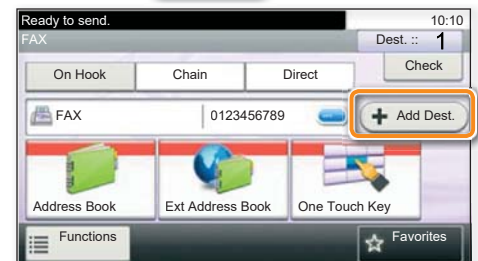 Ready to send.
10:10
FAX
Dest. ::
1
Check
On Hook
Chain
Direct
FAX
0123456789
Add Dest.
Address Book
Ext Address Book
One Touch Key
Functions
Favorites